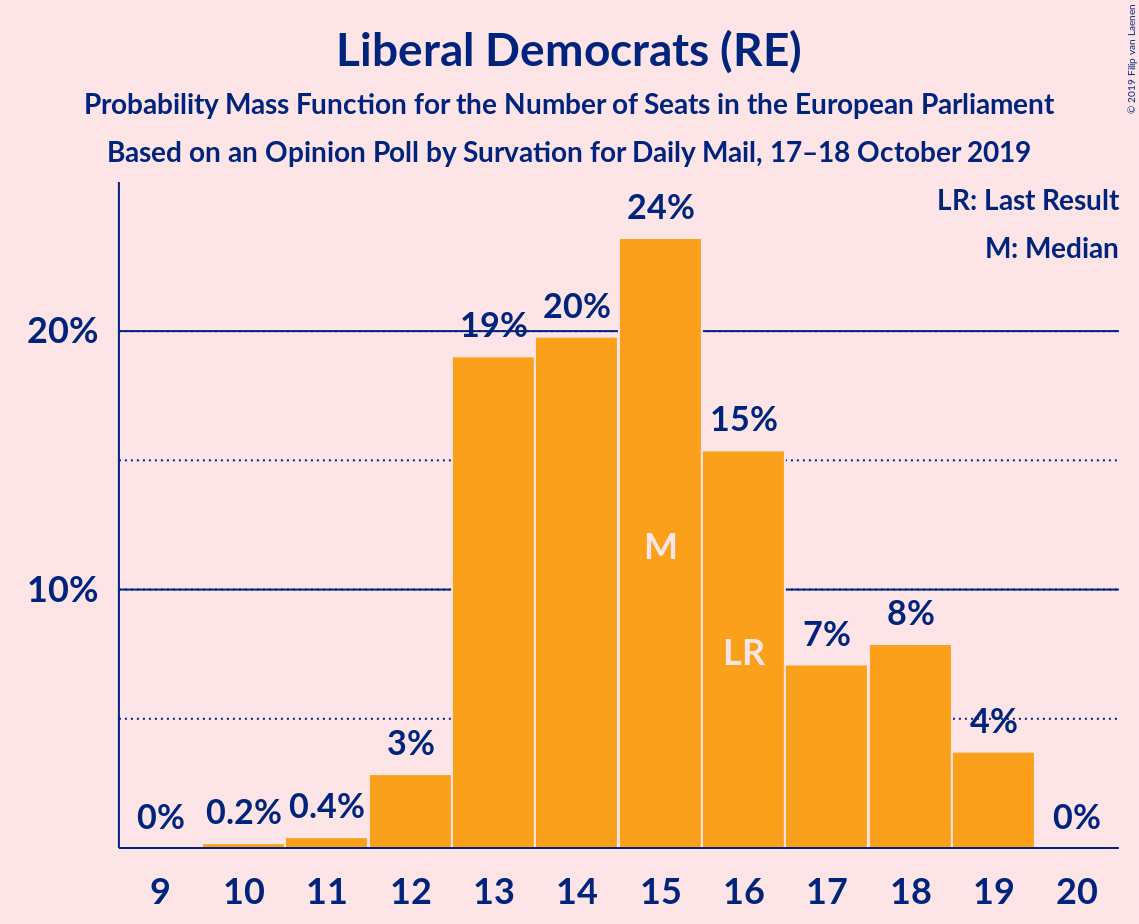 Liberal Democrats (RE)
Probability Mass Function for the Number of Seats in the European Parliament
Based on an Opinion Poll by Survation for Daily Mail, 17–18 October 2019
© 2019 Filip van Laenen
LR: Last Result
M: Median
24%
20%
19%
20%
15%
M
10%
8%
7%
LR
4%
3%
0%
0.2%
0.4%
0%
9 10 11 12 13 14 15 16 17 18 19 20